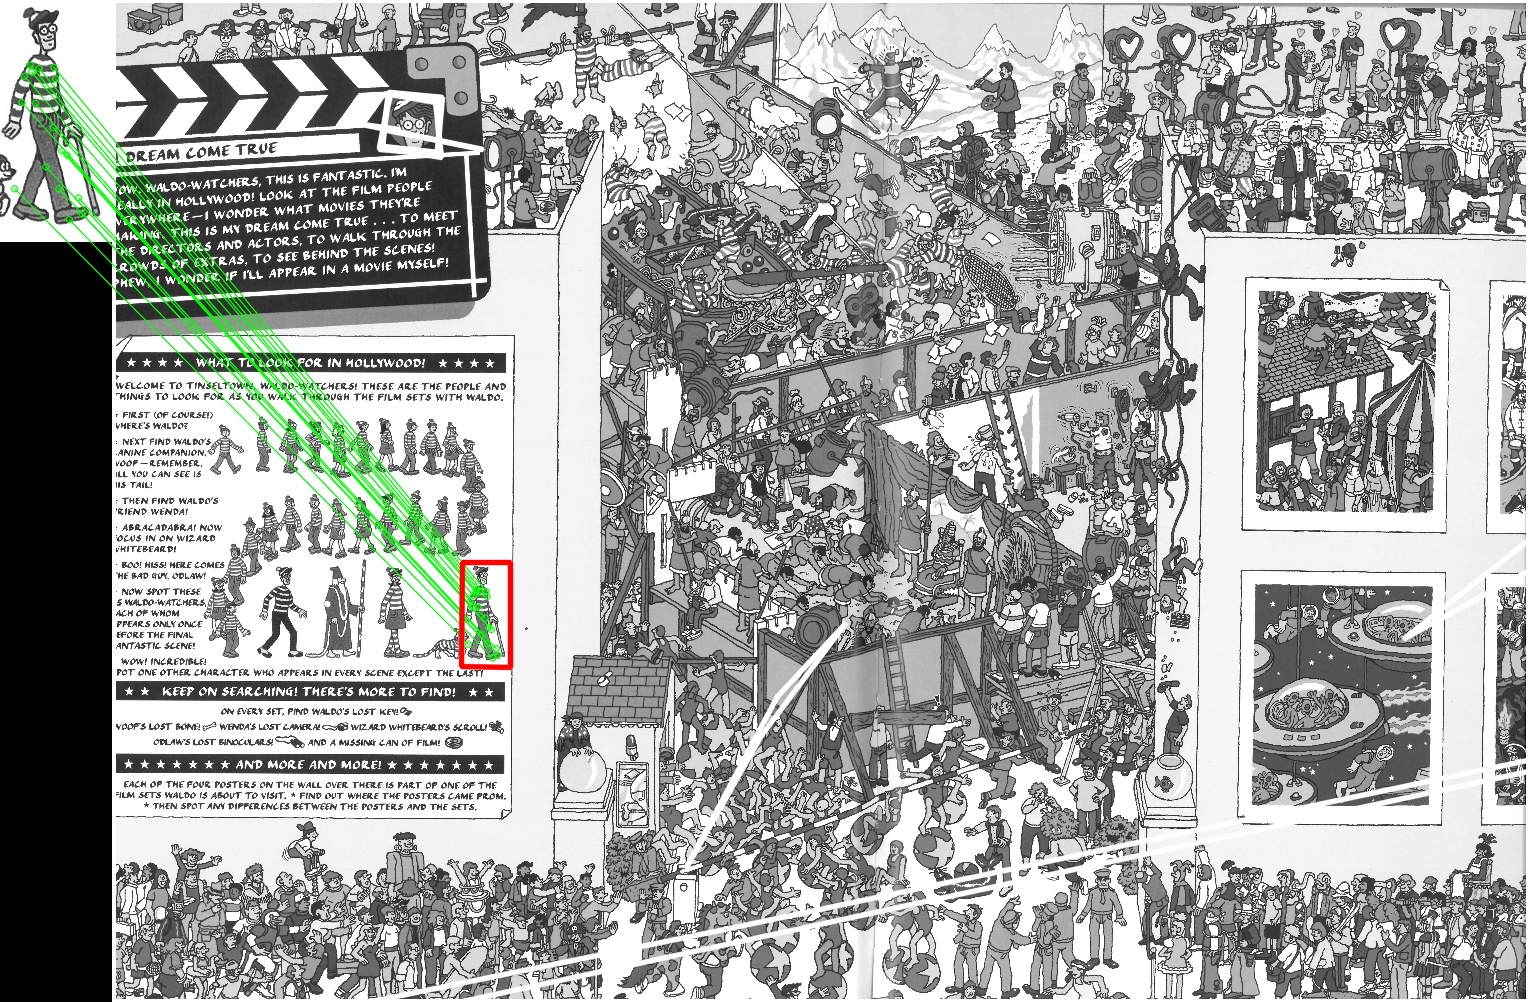 DREAM COME TRUE
OW, WALDO-WATCHERS, THIS IS FANTASTIC. I'M
EALLY IN HOLLYWOOD! LOOK AT THE FILM PEOPLE
ERYWHERE—I WONDER WHAT MOVIES THEY'RE
MAKING. THIS IS MY DREAM COME TRUE . . . TO MEET
HE DIRECTORS AND ACTORS, TO WALK THROUGH THE
CROWDS OF EXTRAS, TO SEE BEHIND THE SCENES!
PHEW, I WONDER IF I'LL APPEAR IN A MOVIE MYSELF!
★ ★ ★ ★ WHAT TO LOOK FOR IN HOLLYWOOD! ★ ★ ★ ★
WELCOME TO TINSELTOWN, WALDO-WATCHERS! THESE ARE THE PEOPLE AND
THINGS TO LOOK FOR AS YOU WALK THROUGH THE FILM SETS WITH WALDO.
FIRST (OF COURSE!)
WHERE'S WALDO?
NEXT FIND WALDO'S
ANINE COMPANION,
WOOF—REMEMBER,
ALL YOU CAN SEE IS
HIS TAIL!
THEN FIND WALDO'S
FRIEND WENDA!
ABRACADABRA! NOW
FOCUS IN ON WIZARD
WHITEBEARD!
BOO! HISS! HERE COMES
THE BAD GUY, ODLAW!
NOW SPOT THESE
S WALDO-WATCHERS,
EACH OF WHOM
APPEARS ONLY ONCE
BEFORE THE FINAL
FANTASTIC SCENE!
WOW! INCREDIBLE!
POT ONE OTHER CHARACTER WHO APPEARS IN EVERY SCENE EXCEPT THE LAST!
★ ★ KEEP ON SEARCHING! THERE'S MORE TO FIND! ★ ★
ON EVERY SET, FIND WALDO'S LOST KEY!
WOOF'S LOST BONE! WENDA'S LOST CAMERA! WIZARD WHITEBEARD'S SCROLL!
ODLAW'S LOST BINOCULARS! AND A MISSING CAN OF FILM!
★ ★ ★ ★ ★ ★ ★ AND MORE AND MORE! ★ ★ ★ ★ ★ ★ ★
EACH OF THE FOUR POSTERS ON THE WALL OVER THERE IS PART OF ONE OF THE
FILM SETS WALDO IS ABOUT TO VISIT. ★ FIND OUT WHERE THE POSTERS CAME FROM.
★ THEN SPOT ANY DIFFERENCES BETWEEN THE POSTERS AND THE SETS.